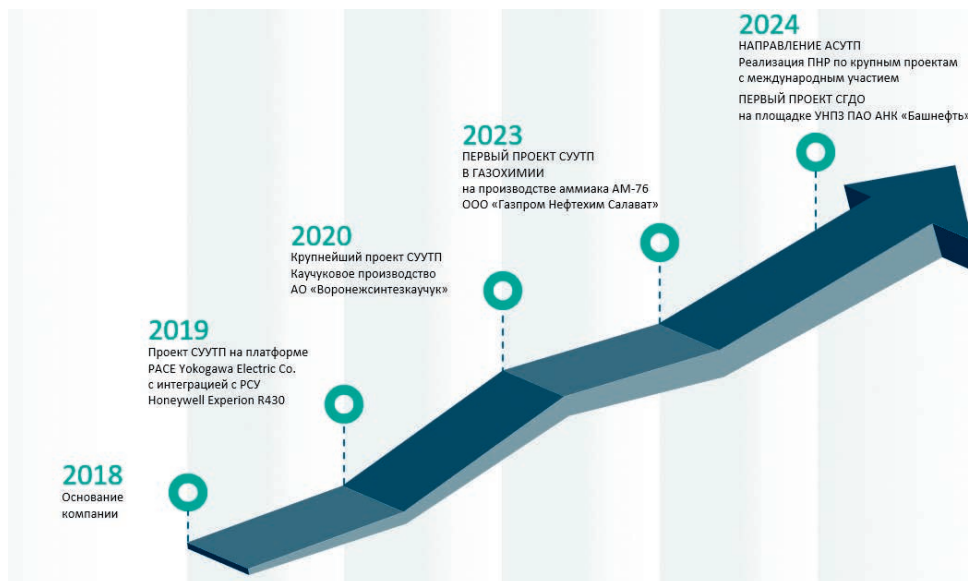 2024
НАПРАВЛЕНИЕ АСУТП
Реализация ПНР по крупным проектам
с международным участием
ПЕРВЫЙ ПРОЕКТ СГДО
на площадке УНПЗ ПАО АНК «Башнефть»
2023
ПЕРВЫЙ ПРОЕКТ СУУТП
В ГАЗОХИМИИ
на производстве аммиака АМ-76
ООО «Газпром Нефтехим Салават»
2020
Крупнейший проект СУУТП
Каучуковое производство
АО «Воронежсинтезкаучук»
2019
Проект СУУТП на платформе
PACE Yokogawa Electric Co.
с интеграцией с РСУ
Honeywell Experion R430
2018
Основание
компании